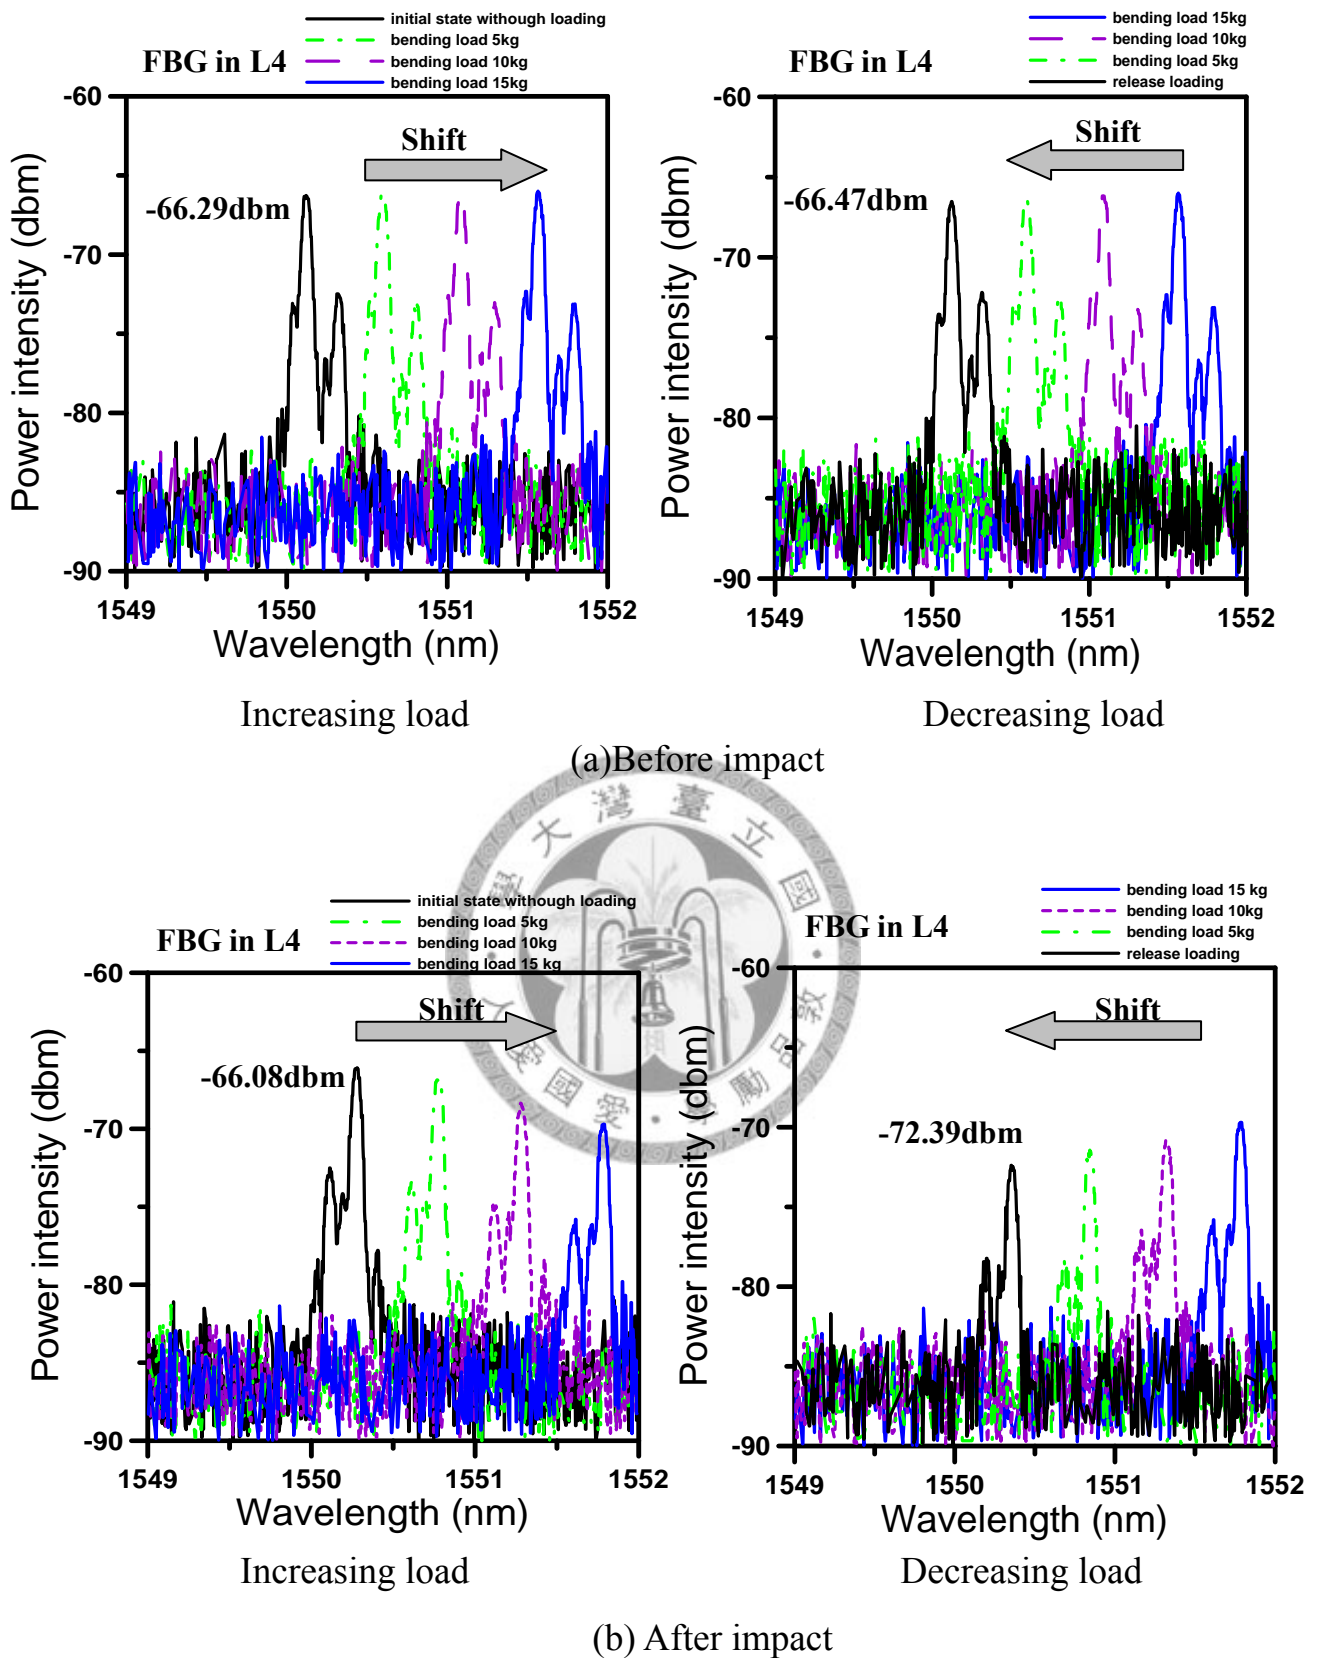 initial state withough loading
bending load 5kg
bending load 10kg
bending load 15kg
FBG in L4
-60
-70
-80
-90
Power intensity (dbm)
Shift
-66.29dbm
1549 1550 1551 1552
Wavelength (nm)
Increasing load
bending load 15kg
bending load 10kg
bending load 5kg
release loading
FBG in L4
-60
-70
-80
-90
Power intensity (dbm)
Shift
-66.47dbm
1549 1550 1551 1552
Wavelength (nm)
Decreasing load
(a)Before impact
國立臺灣大學
initial state withough loading
bending load 5kg
bending load 10kg
bending load 15 kg
FBG in L4
-60
-70
-80
-90
Power intensity (dbm)
Shift
-66.08dbm
1549 1550 1551 1552
Wavelength (nm)
Increasing load
bending load 15 kg
bending load 10kg
bending load 5kg
release loading
FBG in L4
-60
-70
-80
-90
Power intensity (dbm)
Shift
-72.39dbm
1549 1550 1551 1552
Wavelength (nm)
Decreasing load
(b) After impact